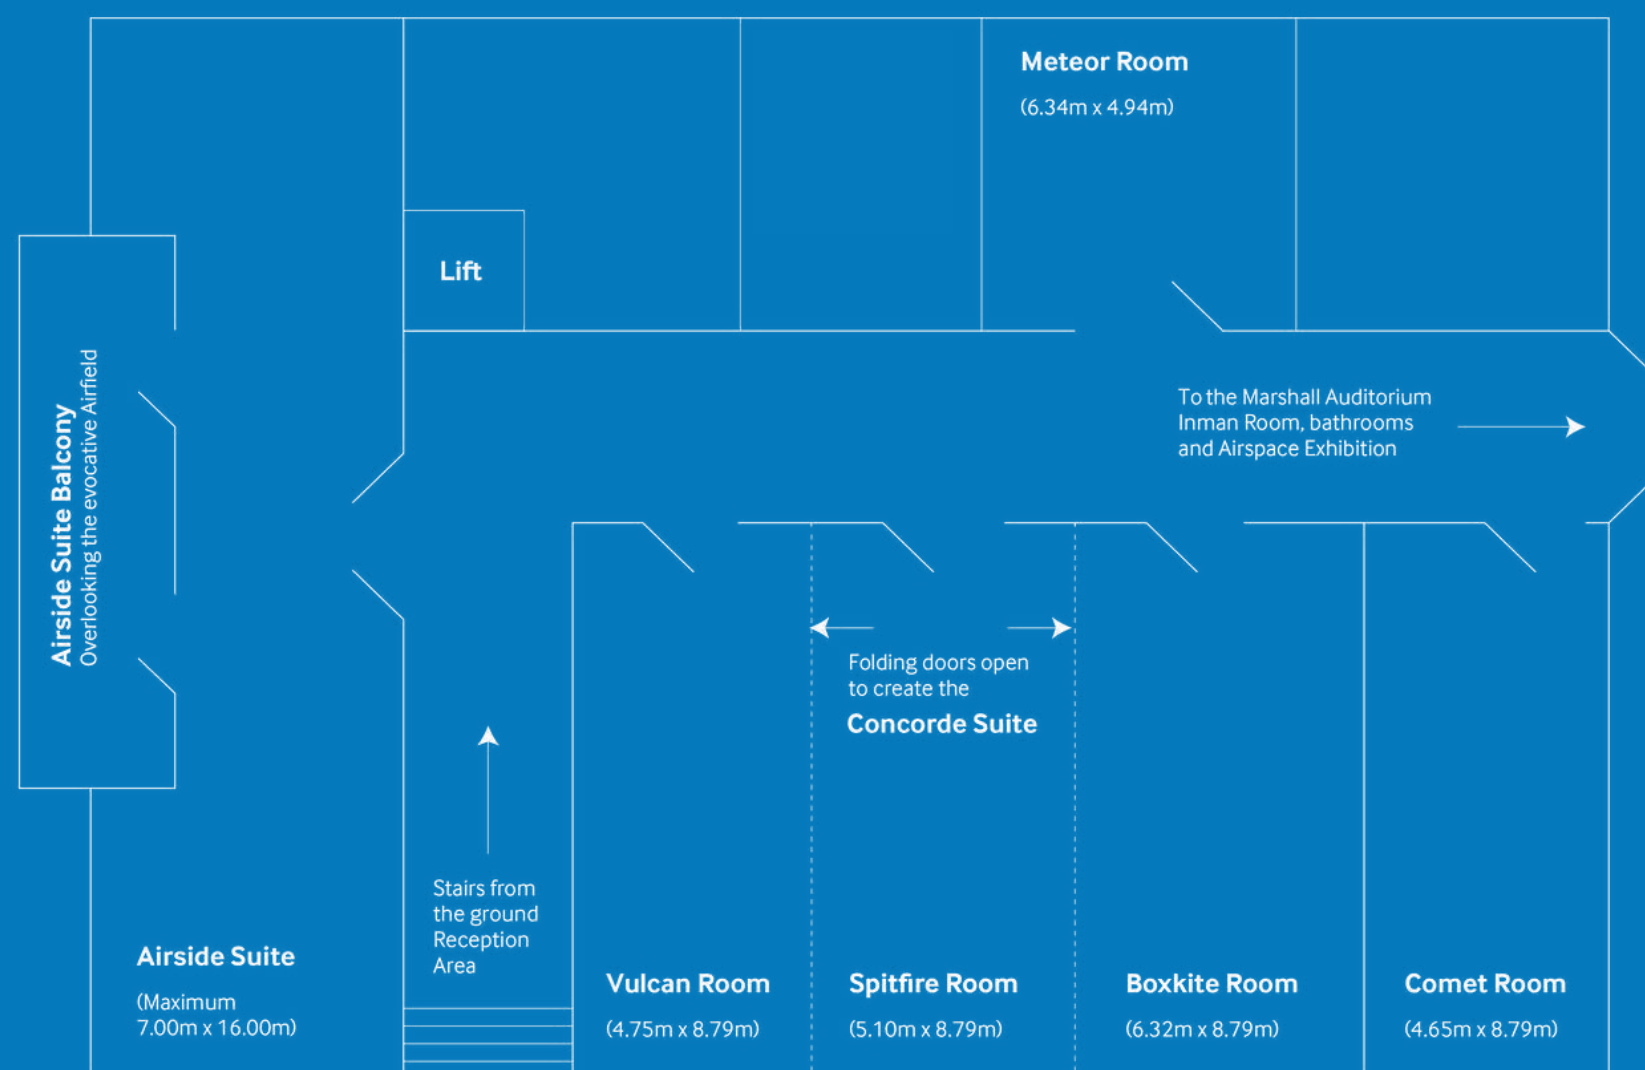 Meteor Room
(6.34m x 4.94m)
Lift
Airside Suite Balcony
Overlooking the evocative Airfield
To the Marshall Auditorium
Inman Room, bathrooms
and Airspace Exhibition
Folding doors open
to create the
Concorde Suite
Stairs from
the ground
Reception
Area
Airside Suite
(Maximum
7.00m x 16.00m)
Vulcan Room
(4.75m x 8.79m)
Spitfire Room
(5.10m x 8.79m)
Boxkite Room
(6.32m x 8.79m)
Comet Room
(4.65m x 8.79m)